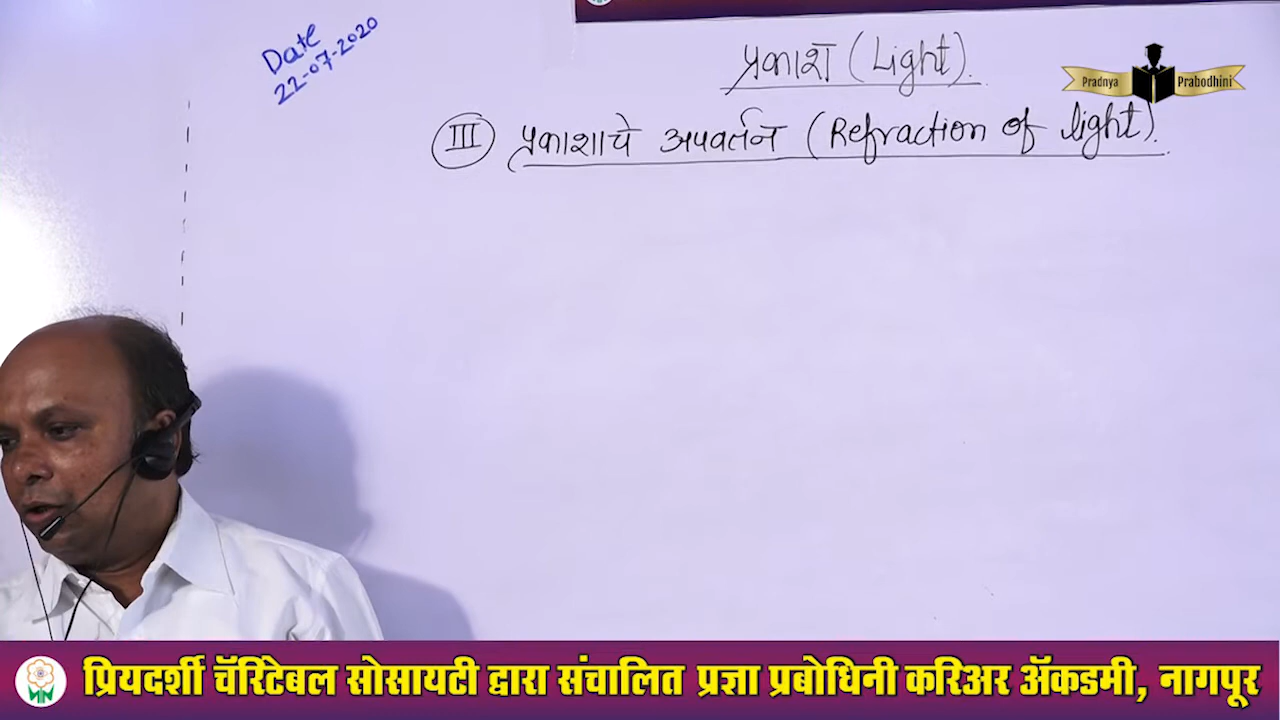 Date
22-07-2020
प्रकाश (Light).
Pradnya Prabodhini
III प्रकाशाचे अपवर्तन (Refraction of light).
प्रियदर्शी चॅरिटेबल सोसायटी द्वारा संचालित प्रज्ञा प्रबोधिनी करिअर ॲकडमी, नागपूर